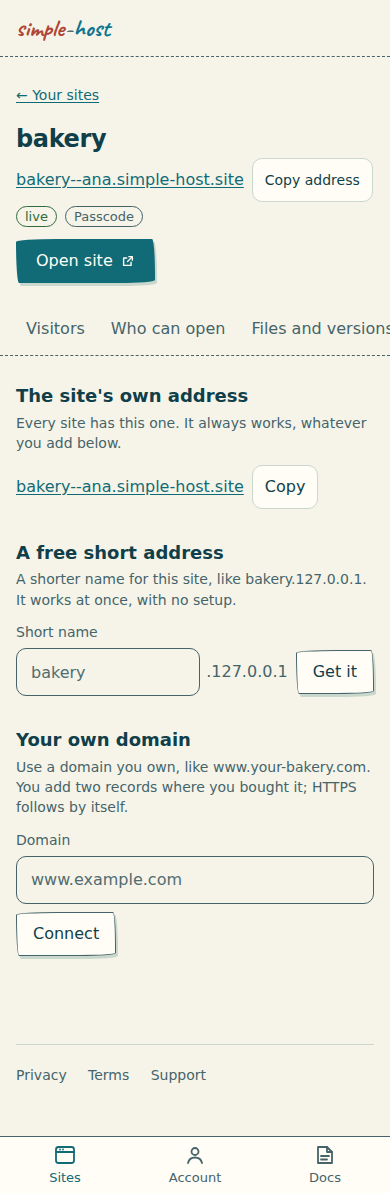 simple-host
← Your sites
bakery
bakery--ana.simple-host.site Copy address
live Passcode
Open site
Visitors Who can open Files and versions
The site's own address
Every site has this one. It always works, whatever
you add below.
bakery--ana.simple-host.site Copy
A free short address
A shorter name for this site, like bakery.127.0.0.1.
It works at once, with no setup.
Short name
bakery .127.0.0.1 Get it
Your own domain
Use a domain you own, like www.your-bakery.com.
You add two records where you bought it; HTTPS
follows by itself.
Domain
www.example.com
Connect
Privacy Terms Support
Sites Account Docs